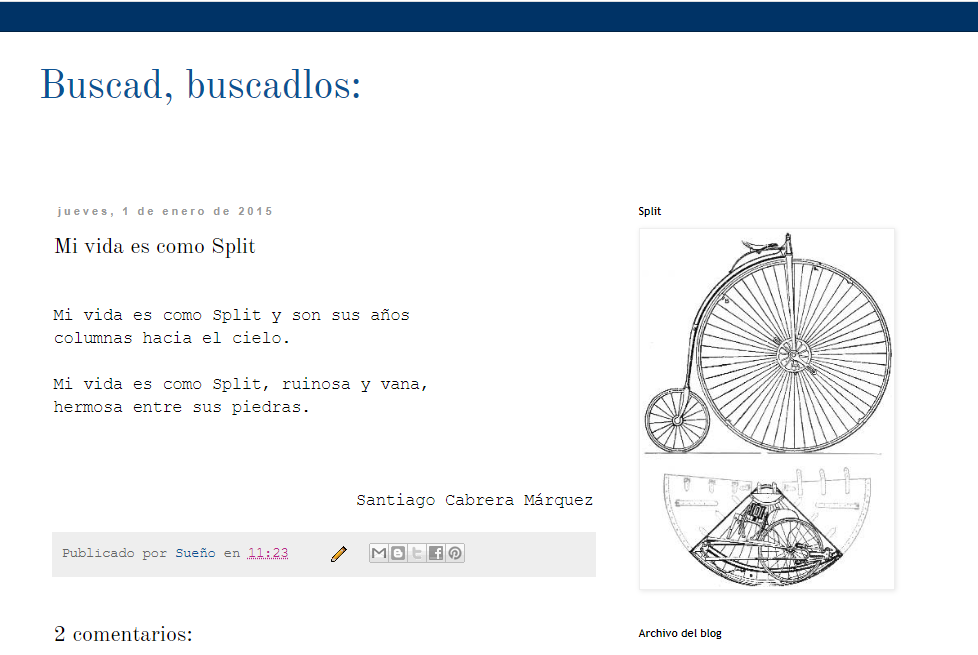 Buscad, buscadlos:
jueves, 1 de enero de 2015
Mi vida es como Split
Mi vida es como Split y son sus años
columnas hacia el cielo.
Mi vida es como Split, ruinosa y vana,
hermosa entre sus piedras.
Santiago Cabrera Márquez
Publicado por Sueño en 11:23
2 comentarios:
Split
Archivo del blog